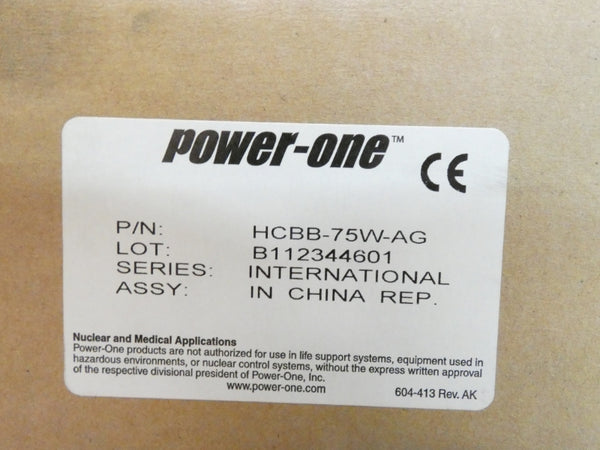 power-one™
CE
P/N: HCBB-75W-AG
LOT: B112344601
SERIES: INTERNATIONAL
ASSY: IN CHINA REP.
Nuclear and Medical Applications
Power-One products are not authorized for use in life support systems, equipment used in
hazardous environments, or nuclear control systems, without the express written approval
of the respective divisional president of Power-One, Inc.
www.power-one.com
604-413 Rev. AK